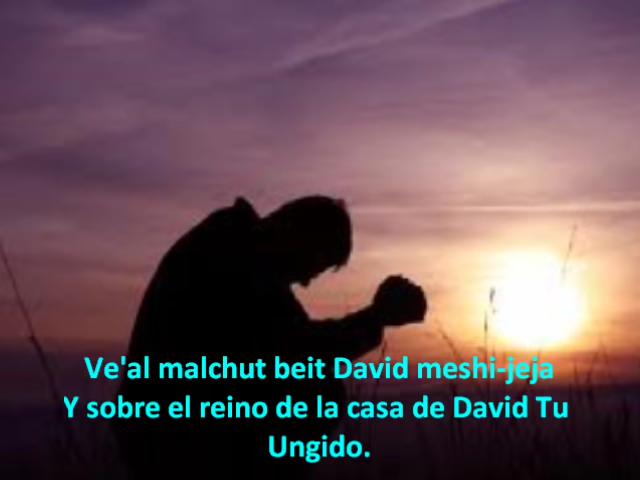 Ve'al malchut beit David meshi-jeja
Y sobre el reino de la casa de David Tu
Ungido.